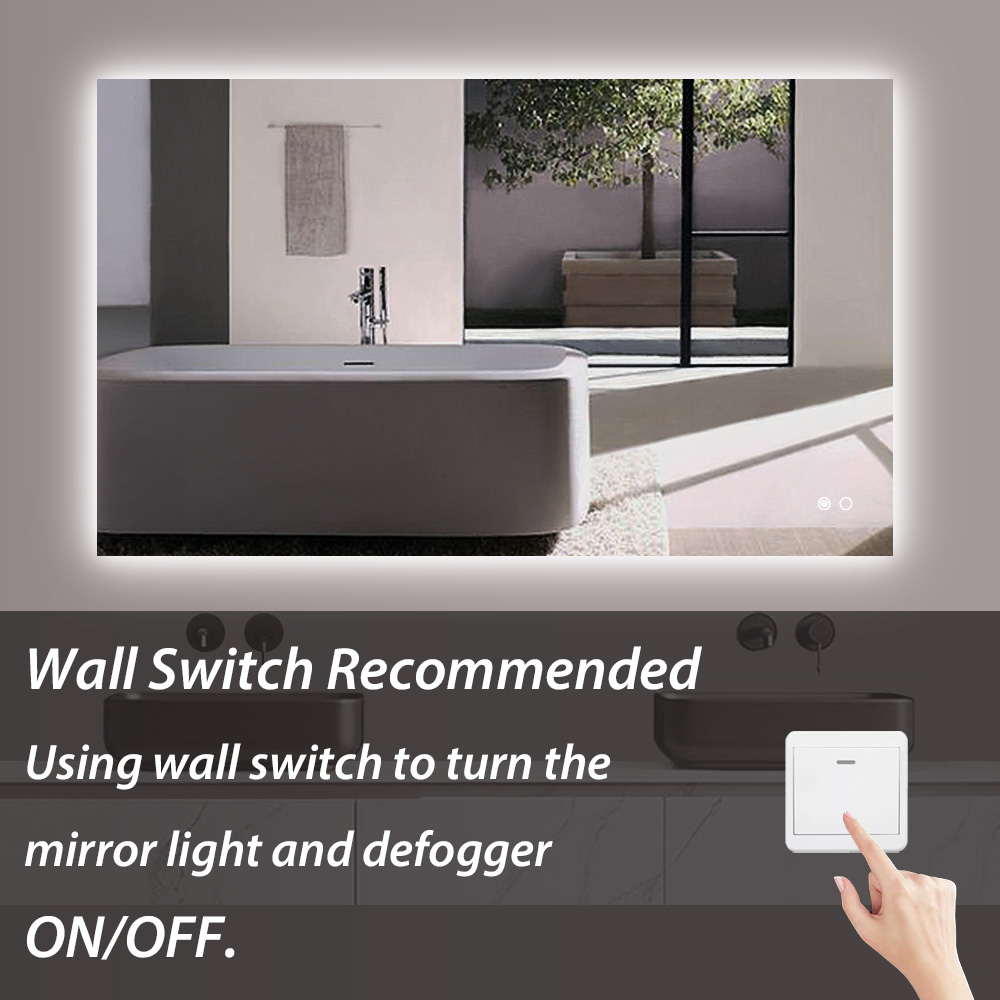 Wall Switch Recommended
Using wall switch to turn the
mirror light and defogger
ON/OFF.